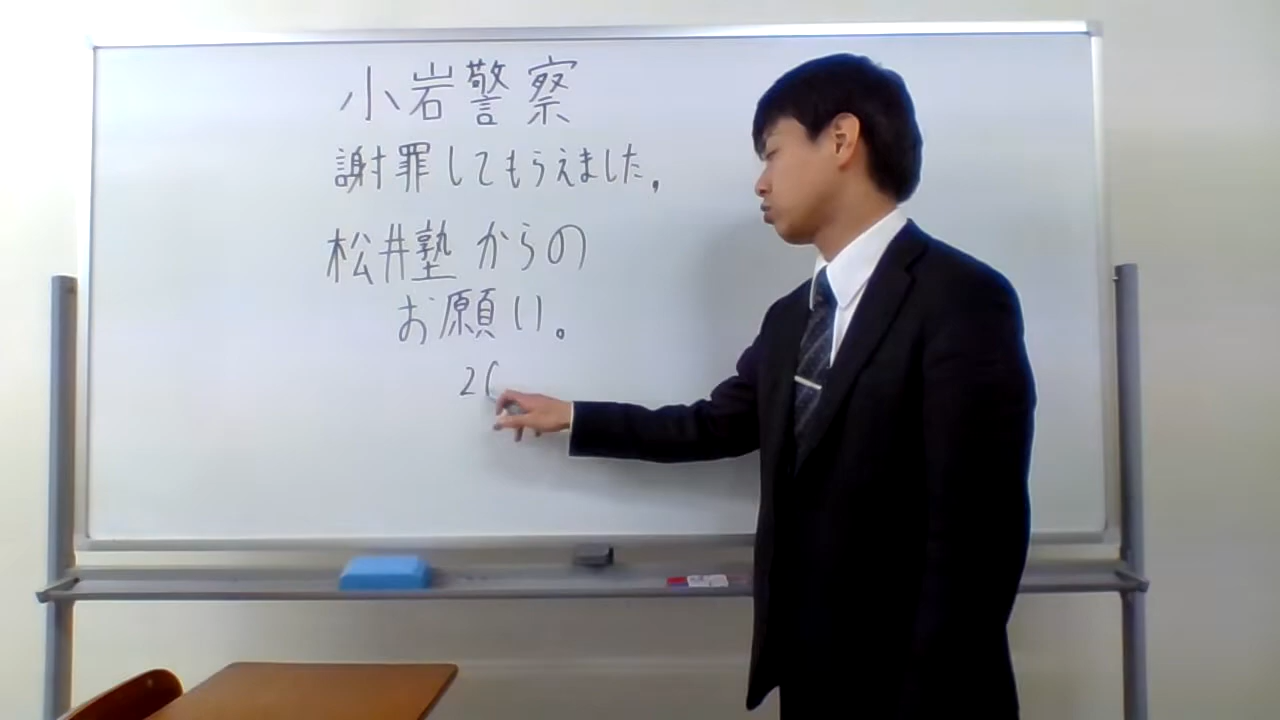 小岩警察
謝罪してもらえました。
松井塾からの
お願い。
2